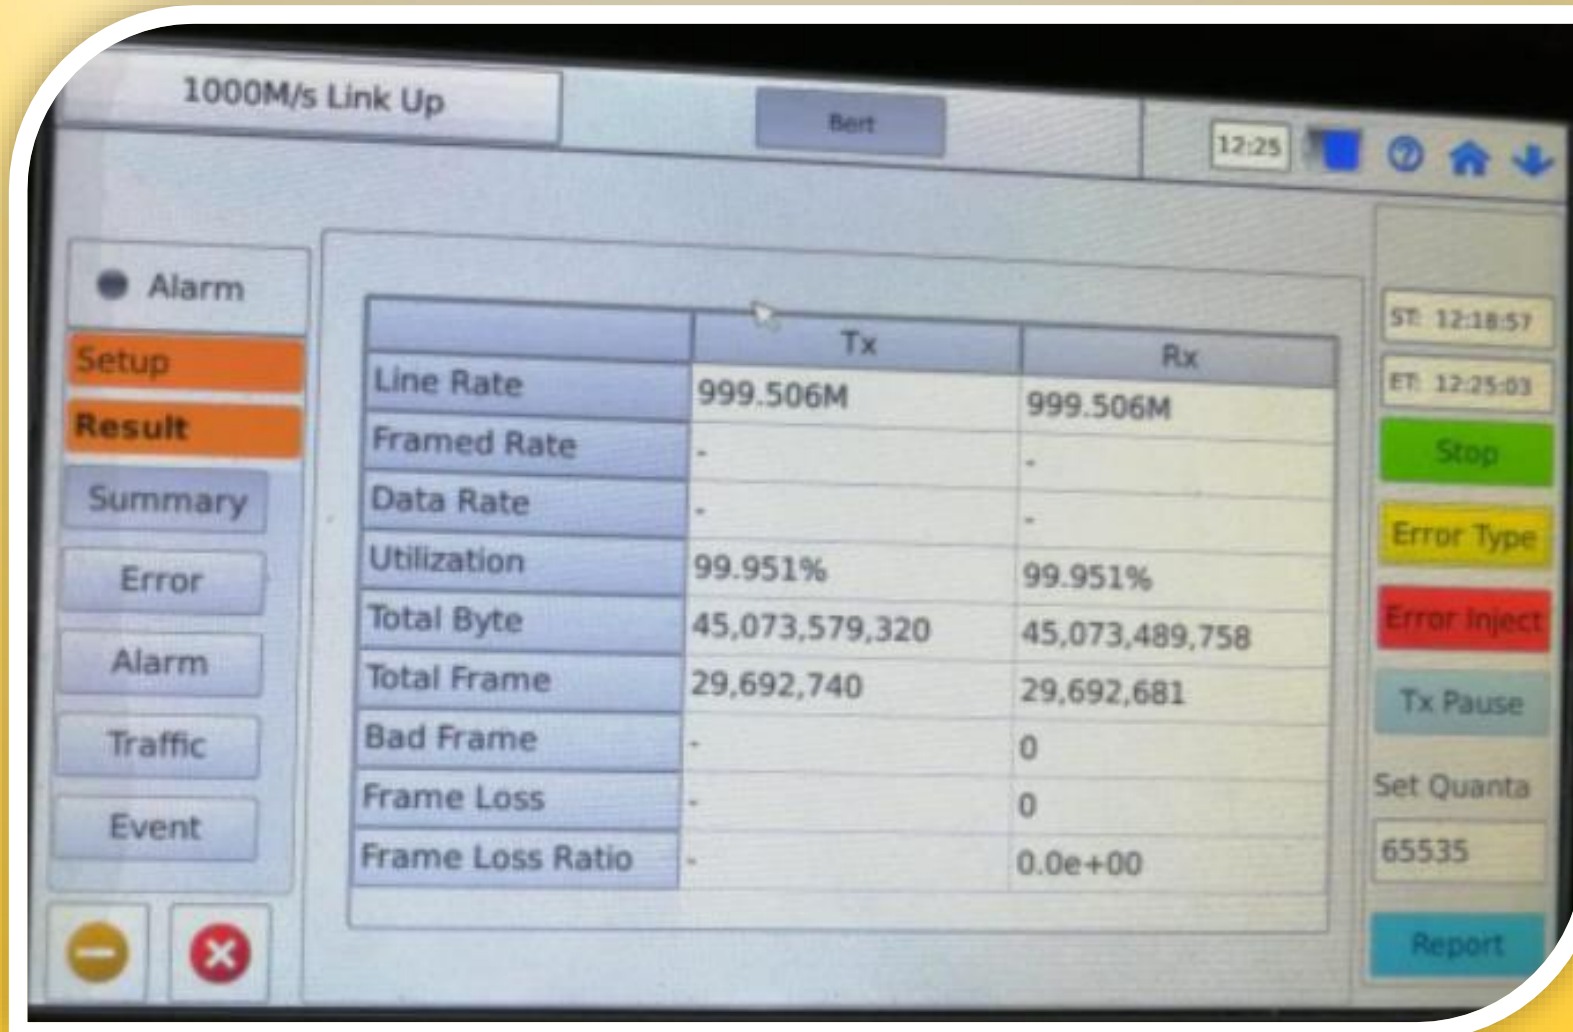 1000M/s Link Up
Bert
12:25
Alarm
Setup
Result
Summary
Error
Alarm
Traffic
Event
Tx Rx
Line Rate 999.506M 999.506M
Framed Rate - -
Data Rate - -
Utilization 99.951% 99.951%
Total Byte 45,073,579,320 45,073,489,758
Total Frame 29,692,740 29,692,681
Bad Frame - 0
Frame Loss - 0
Frame Loss Ratio - 0.0e+00
ST: 12:18:57
ET: 12:25:03
Stop
Error Type
Error Inject
Tx Pause
Set Quanta
65535
Report